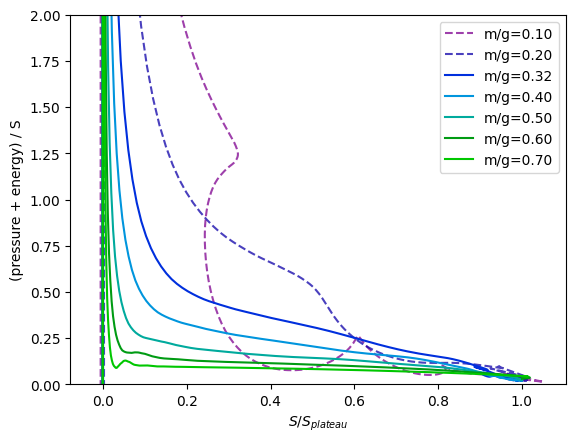 2.00
1.75
1.50
1.25
1.00
0.75
0.50
0.25
0.00
(pressure + energy) / S
m/g=0.10
m/g=0.20
m/g=0.32
m/g=0.40
m/g=0.50
m/g=0.60
m/g=0.70
0.0 0.2 0.4 0.6 0.8 1.0
S/S_plateau